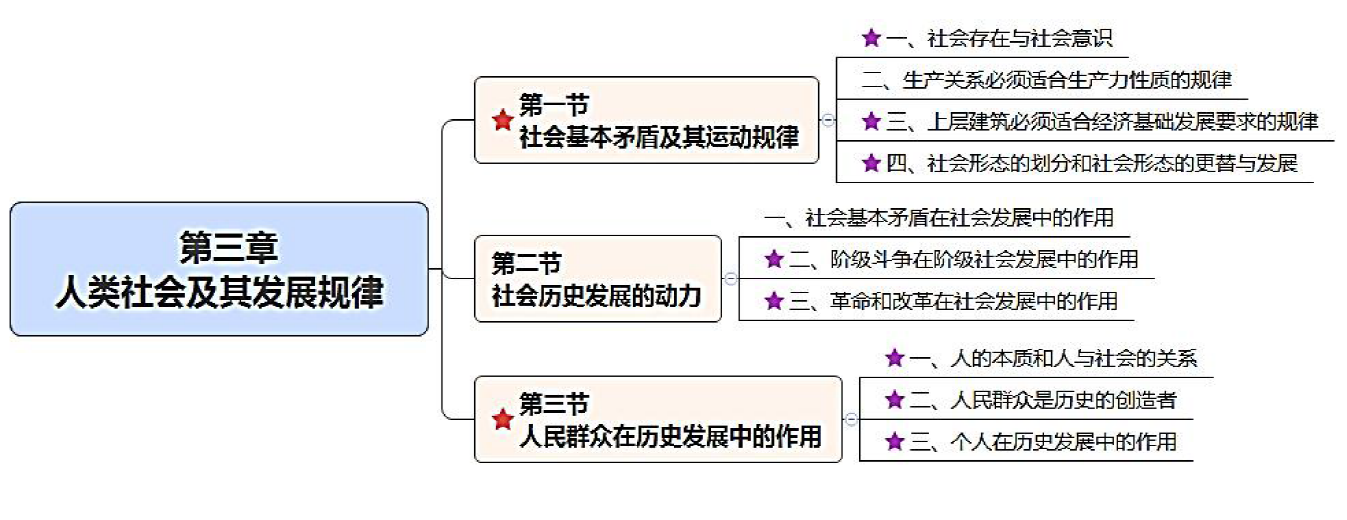 第三章
人类社会及其发展规律
第一节
社会基本矛盾及其运动规律
一、社会存在与社会意识
二、生产关系必须适合生产力性质的规律
三、上层建筑必须适合经济基础发展要求的规律
四、社会形态的划分和社会形态的更替与发展
第二节
社会历史发展的动力
一、社会基本矛盾在社会发展中的作用
二、阶级斗争在阶级社会发展中的作用
三、革命和改革在社会发展中的作用
第三节
人民群众在历史发展中的作用
一、人的本质和人与社会的关系
二、人民群众是历史的创造者
三、个人在历史发展中的作用